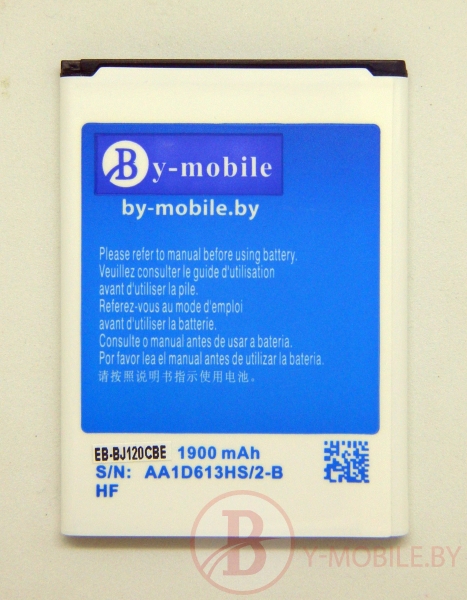 By-mobile
by-mobile.by
Please refer to manual before using battery.
Veuillez consulter le guide d'utilisation
avant d'utiliser la pile.
Referez-vous au mode d'emploi
avant d'utiliser la batterie.
Consulte o manual antes de usar a bateria.
Por favor lea el manual antes de utilizar la bateria.
请按照说明书指示使用电池。
EB-BJ120CBE 1900 mAh
S/N: AA1D613HS/2-B
HF
BY-MOBILE.BY